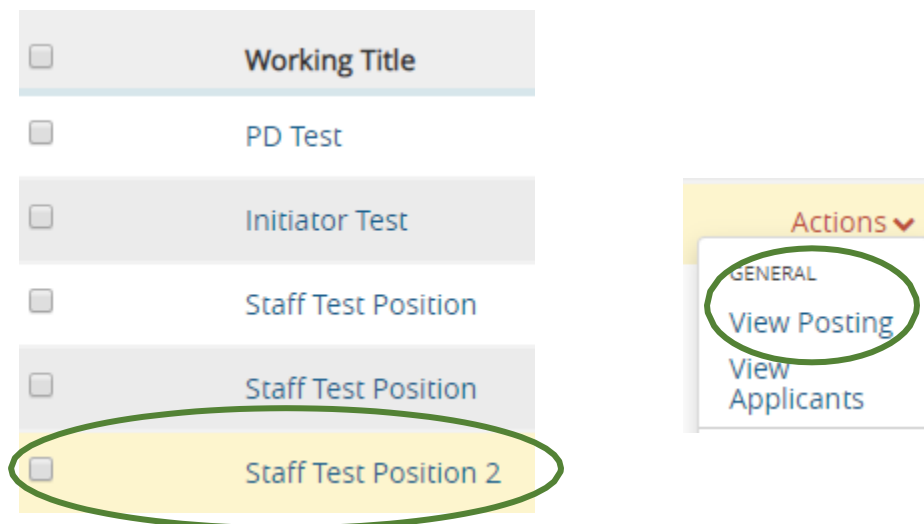 Working Title
PD Test
Initiator Test
Staff Test Position
Staff Test Position
Staff Test Position 2
Actions
GENERAL
View Posting
View
Applicants